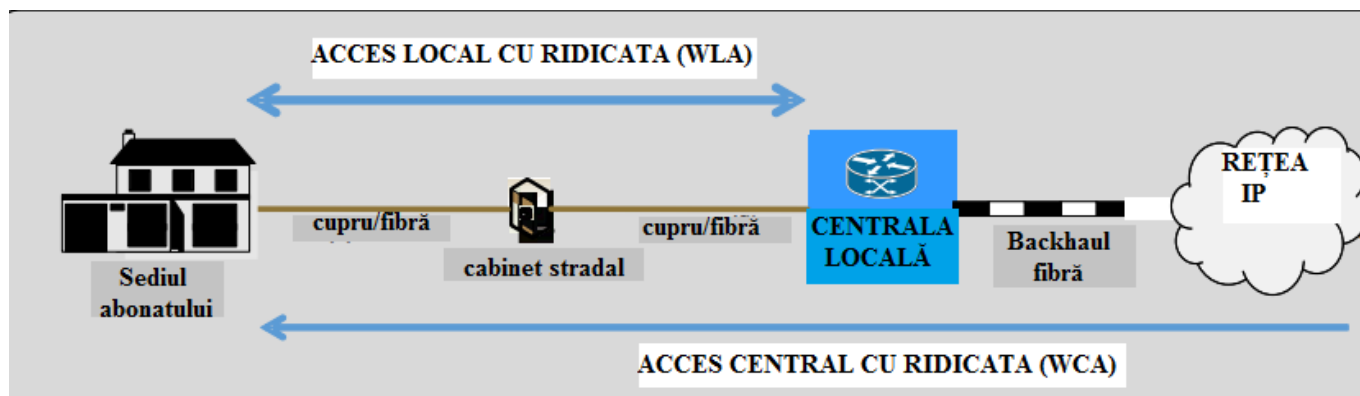 ACCES LOCAL CU RIDICATA (WLA)
REȚEA
IP
cupru/fibră
cupru/fibră
CENTRALA
LOCALĂ
Backhaul
fibră
cabinet stradal
Sediul
abonatului
ACCES CENTRAL CU RIDICATA (WCA)